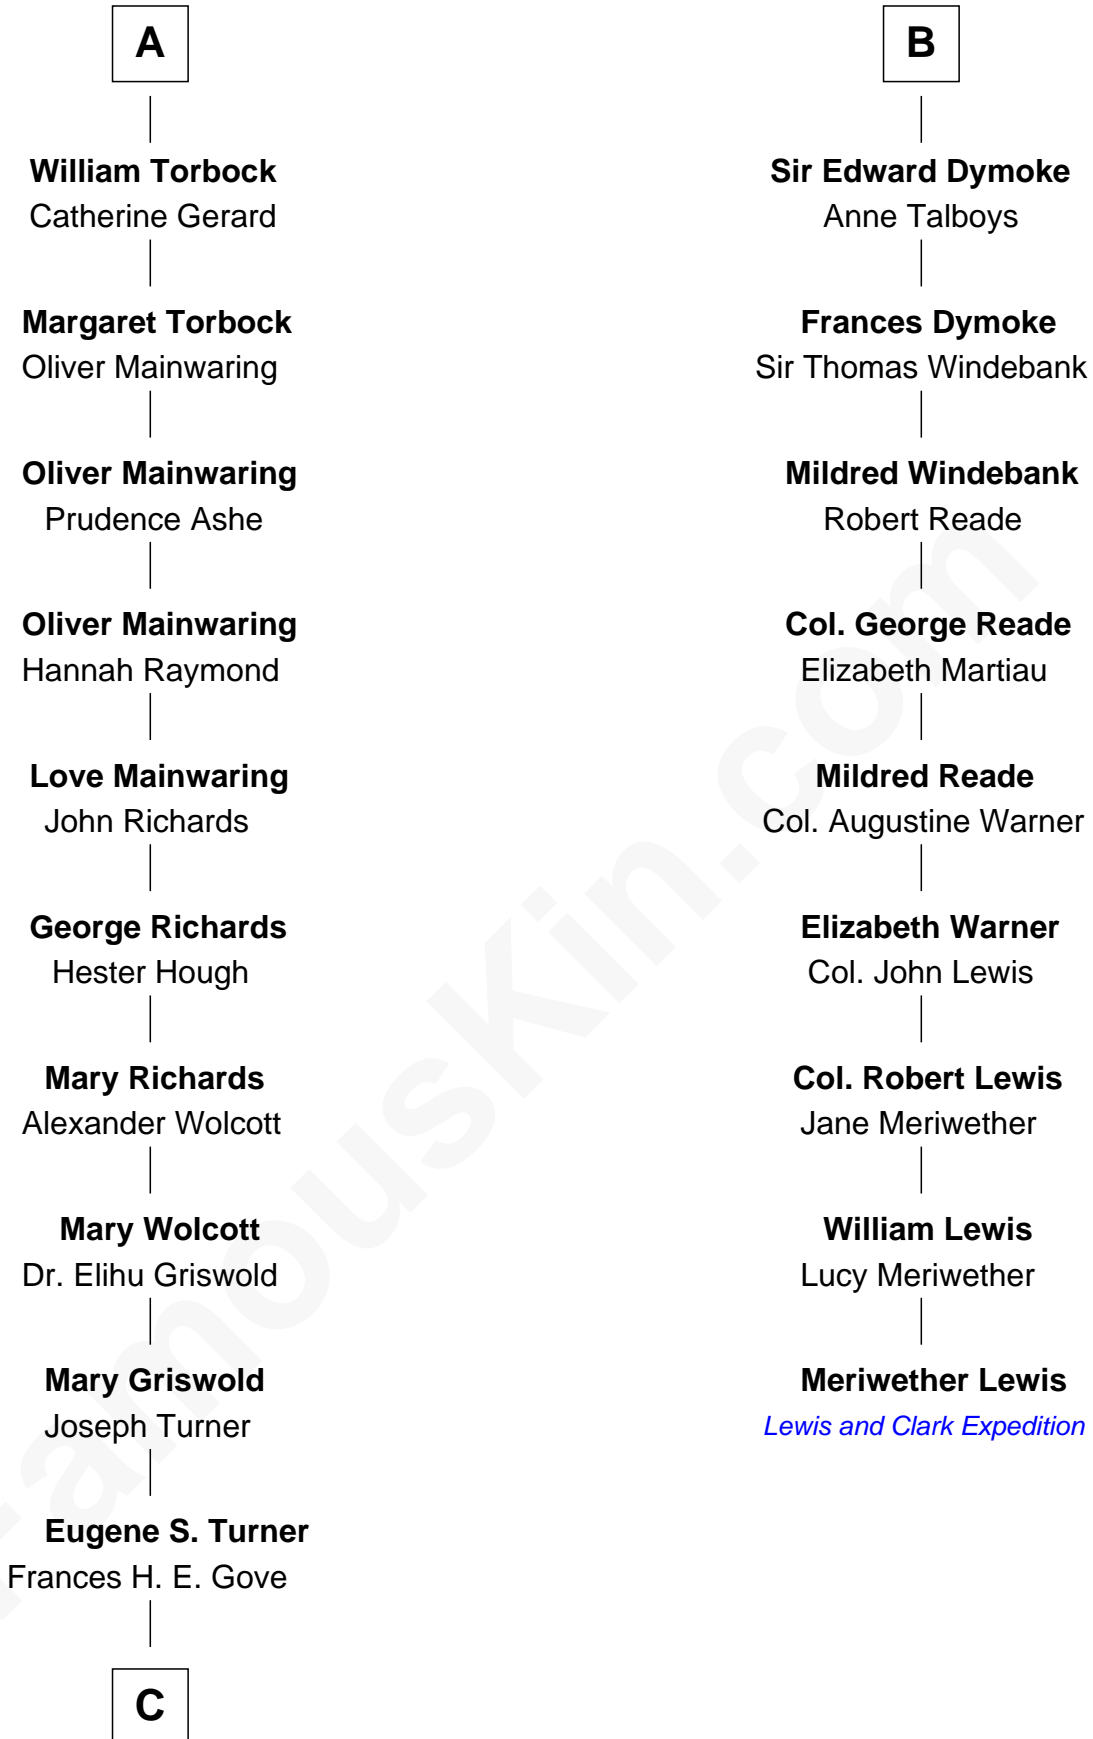 A
William Torbock
Catherine Gerard
Margaret Torbock
Oliver Mainwaring
Oliver Mainwaring
Prudence Ashe
Oliver Mainwaring
Hannah Raymond
Love Mainwaring
John Richards
George Richards
Hester Hough
Mary Richards
Alexander Wolcott
Mary Wolcott
Dr. Elihu Griswold
Mary Griswold
Joseph Turner
Eugene S. Turner
Frances H. E. Gove
C
B
Sir Edward Dymoke
Anne Talboys
Frances Dymoke
Sir Thomas Windebank
Mildred Windebank
Robert Reade
Col. George Reade
Elizabeth Martiau
Mildred Reade
Col. Augustine Warner
Elizabeth Warner
Col. John Lewis
Col. Robert Lewis
Jane Meriwether
William Lewis
Lucy Meriwether
Meriwether Lewis
Lewis and Clark Expedition
FamousKin.com